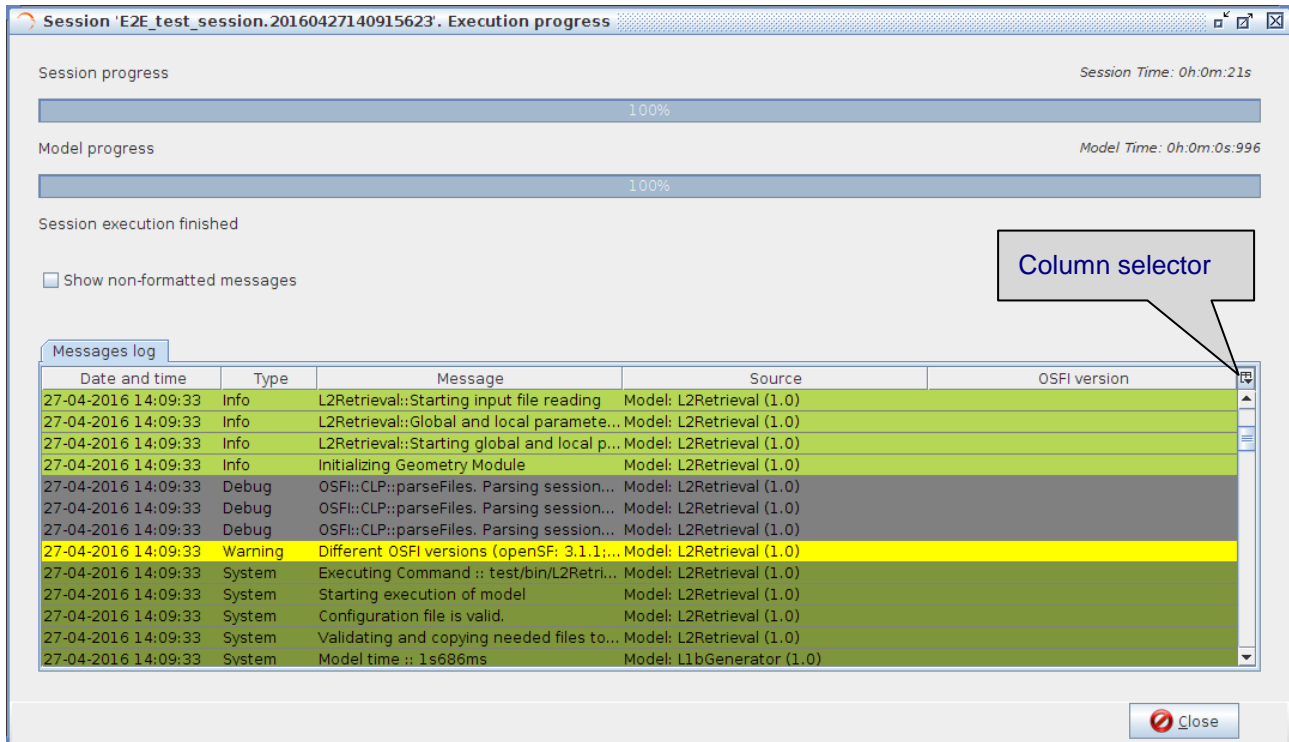 Session 'E2E_test_session.20160427140915623'. Execution progress
Session progress Session Time: 0h:0m:21s
100%
Model progress Model Time: 0h:0m:0s:996
100%
Session execution finished
Column selector
Show non-formatted messages
Messages log
Date and time Type Message Source OSFI version
27-04-2016 14:09:33 Info L2Retrieval::Starting input file reading Model: L2Retrieval (1.0)
27-04-2016 14:09:33 Info L2Retrieval::Global and local paramete... Model: L2Retrieval (1.0)
27-04-2016 14:09:33 Info L2Retrieval::Starting global and local p... Model: L2Retrieval (1.0)
27-04-2016 14:09:33 Info Initializing Geometry Module Model: L2Retrieval (1.0)
27-04-2016 14:09:33 Debug OSFI::CLP::parseFiles. Parsing session... Model: L2Retrieval (1.0)
27-04-2016 14:09:33 Debug OSFI::CLP::parseFiles. Parsing session... Model: L2Retrieval (1.0)
27-04-2016 14:09:33 Debug OSFI::CLP::parseFiles. Parsing session... Model: L2Retrieval (1.0)
27-04-2016 14:09:33 Warning Different OSFI versions (openSF: 3.1.1;... Model: L2Retrieval (1.0)
27-04-2016 14:09:33 System Executing Command :: test/bin/L2Retri... Model: L2Retrieval (1.0)
27-04-2016 14:09:33 System Starting execution of model Model: L2Retrieval (1.0)
27-04-2016 14:09:33 System Configuration file is valid. Model: L2Retrieval (1.0)
27-04-2016 14:09:33 System Validating and copying needed files to... Model: L2Retrieval (1.0)
27-04-2016 14:09:33 System Model time :: 1s686ms Model: L1bGenerator (1.0)
Close